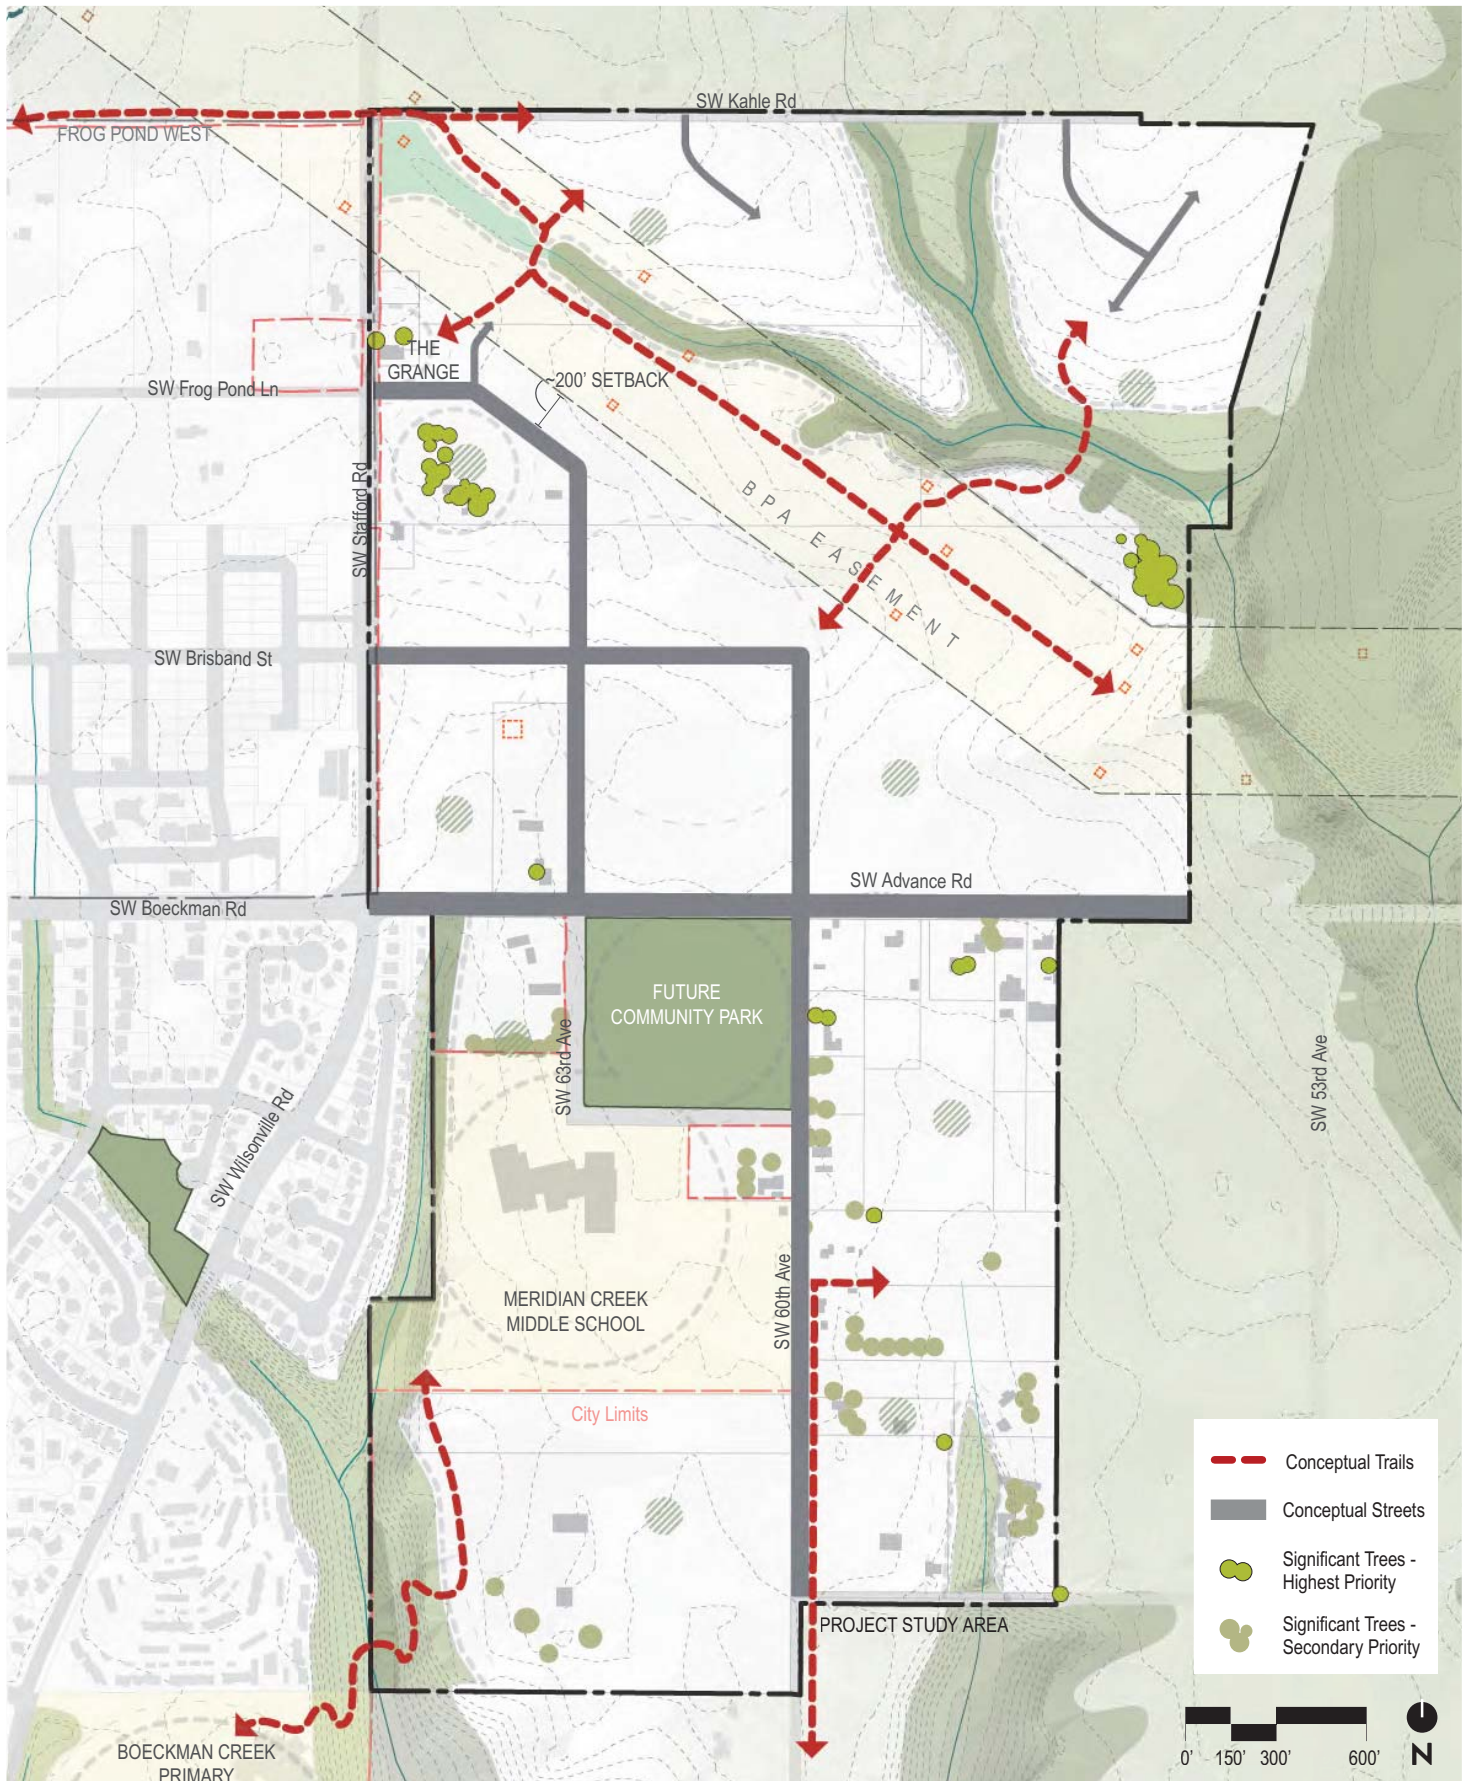 SW Kahle Rd
FROG POND WEST
THE
GRANGE
~200' SETBACK
SW Frog Pond Ln
SW Stafford Rd
BPA EASEMENT
SW Brisband St
SW Advance Rd
SW Boeckman Rd
FUTURE
COMMUNITY PARK
SW 63rd Ave
SW 53rd Ave
SW Wilsonville Rd
SW 60th Ave
MERIDIAN CREEK
MIDDLE SCHOOL
City Limits
Conceptual Trails
Conceptual Streets
Significant Trees -
Highest Priority
Significant Trees -
Secondary Priority
PROJECT STUDY AREA
BOECKMAN CREEK
PRIMARY
0' 150' 300' 600'
N